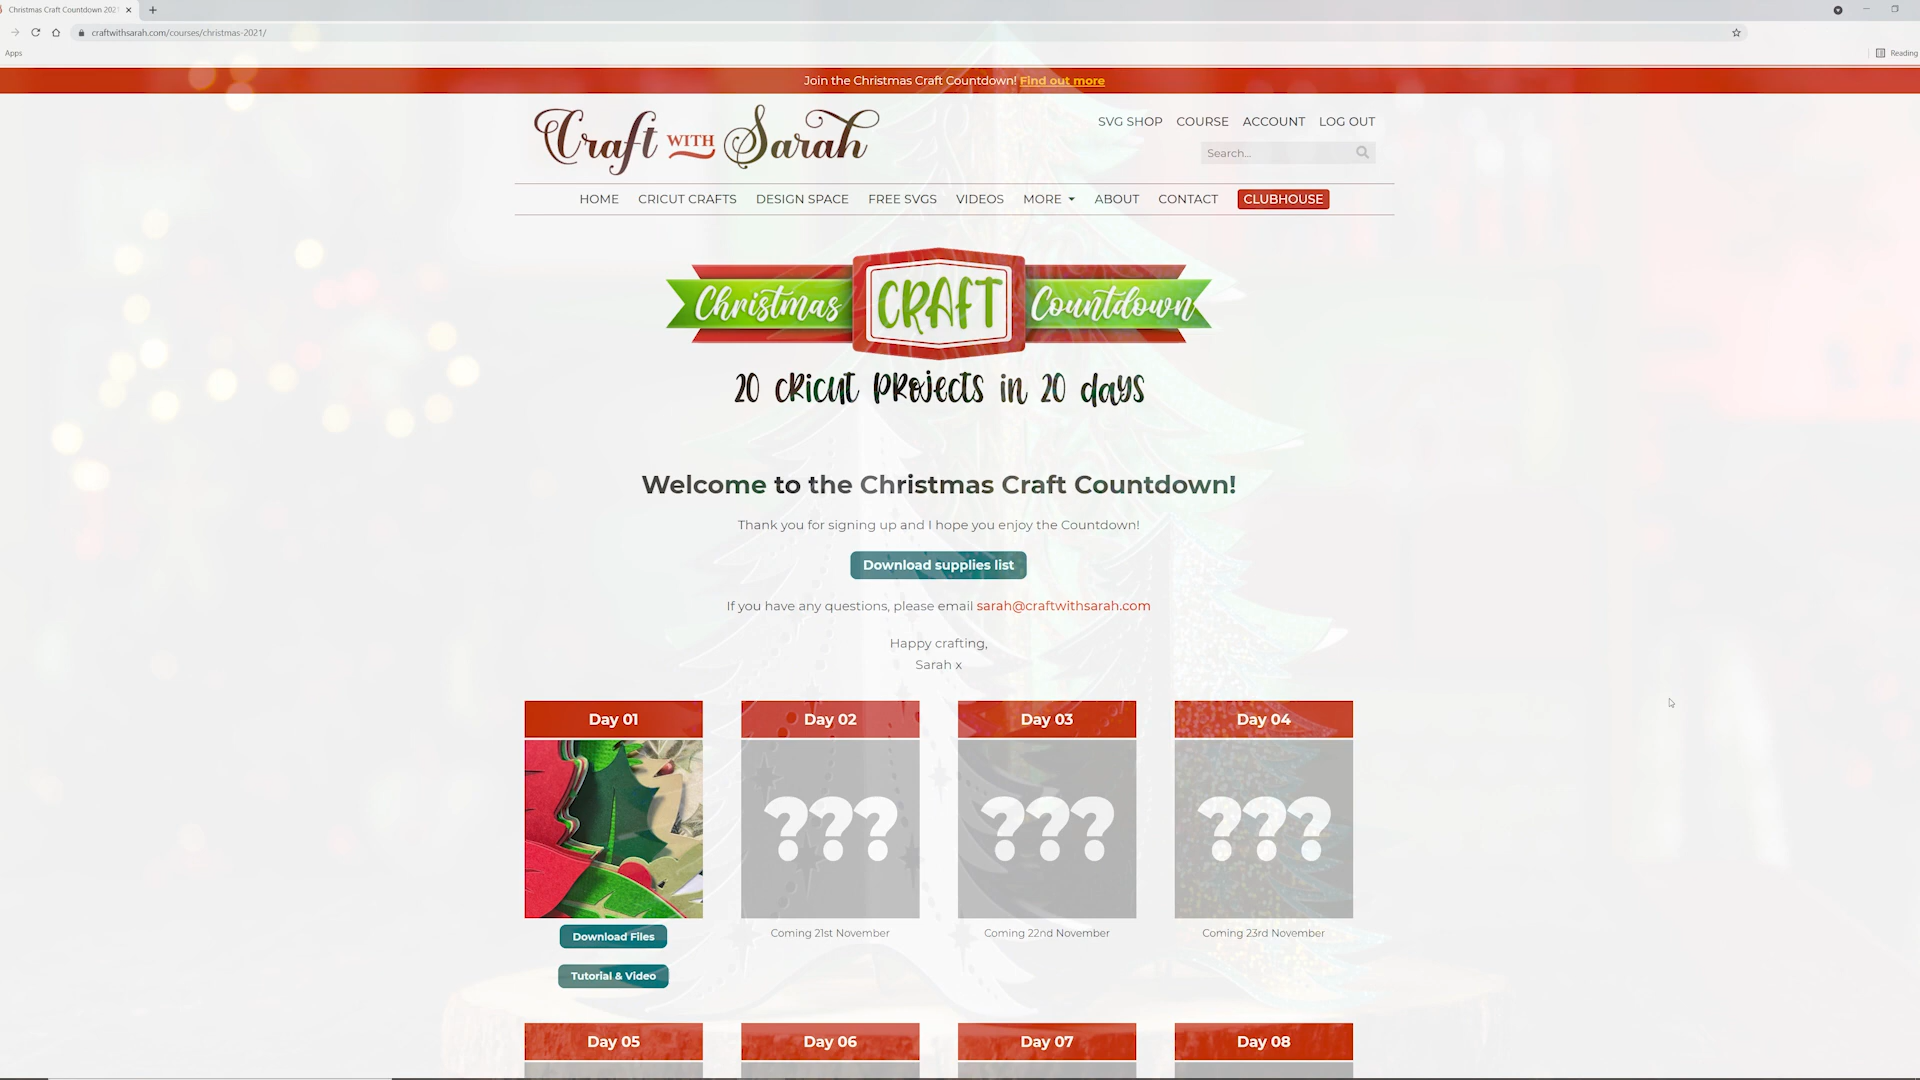 Christmas Craft Countdown 202
craftwithsarah.com/courses/christmas-2021/
Apps
Reading
Join the Christmas Craft Countdown! Find out more
Craft WITH Sarah
SVG SHOP COURSE ACCOUNT LOG OUT
Search...
HOME CRICUT CRAFTS DESIGN SPACE FREE SVGS VIDEOS MORE ABOUT CONTACT CLUBHOUSE
Christmas CRAFT Countdown
20 cricut projects in 20 days
Welcome to the Christmas Craft Countdown!
Thank you for signing up and I hope you enjoy the Countdown!
Download supplies list
If you have any questions, please email sarah@craftwithsarah.com
Happy crafting,
Sarah x
Day 01 Day 02 Day 03 Day 04
??? ??? ???
Coming 21st November Coming 22nd November Coming 23rd November
Download Files
Tutorial & Video
Day 05 Day 06 Day 07 Day 08